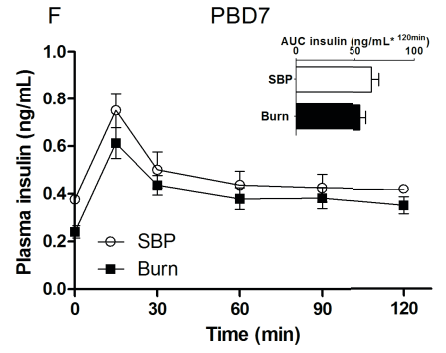 F PBD7
AUC insulin (ng/mL* 120min)
0 50 100
SBP
Burn
Plasma insulin (ng/mL)
1.0
0.8
0.6
0.4
0.2
0.0
SBP
Burn
0 30 60 90 120
Time (min)